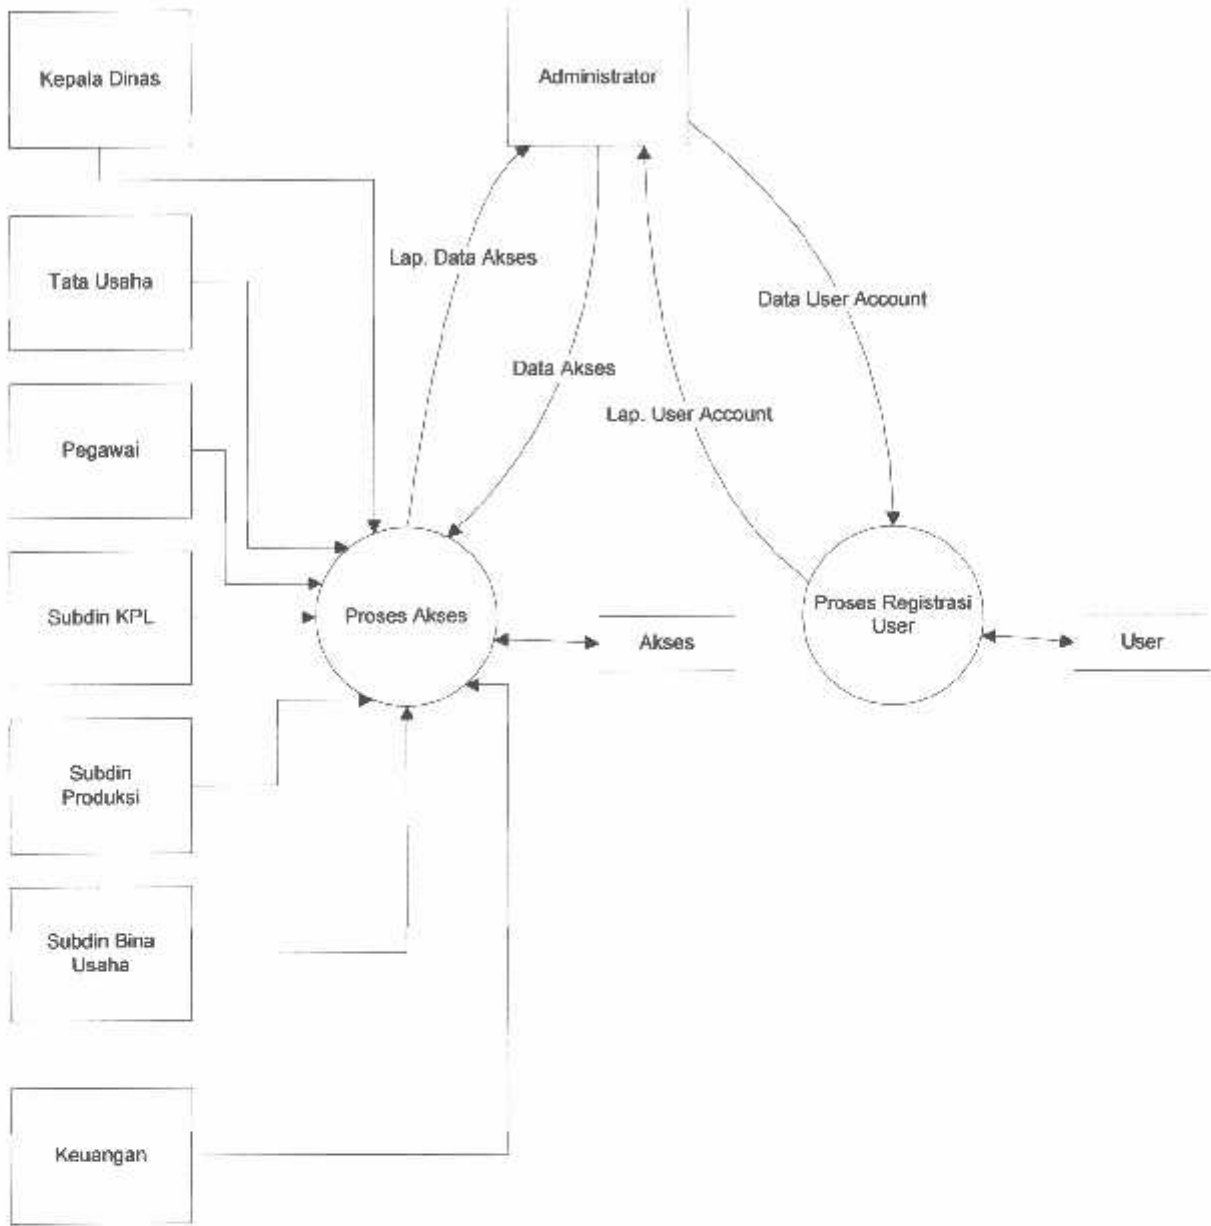 Kepala Dinas
Administrator
Tata Usaha
Lap. Data Akses
Data User Account
Data Akses
Lap. User Account
Pegawai
Subdin KPL
Proses Akses
Akses
Proses Registrasi
User
User
Subdin
Produksi
Subdin Bina
Usaha
Keuangan